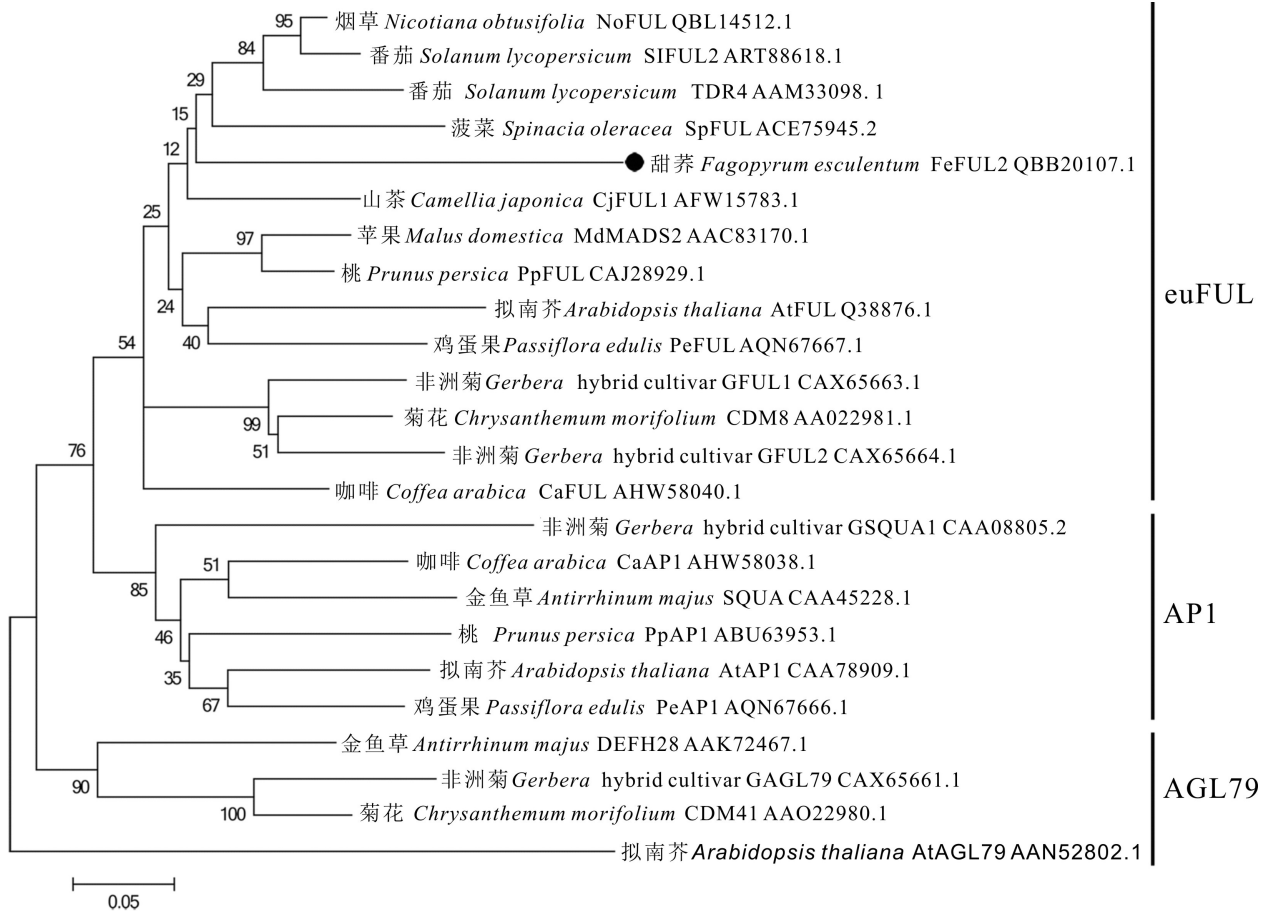 95
烟草 Nicotiana obtusifolia NoFUL QBL14512.1
84
番茄 Solanum lycopersicum SIFUL2 ART88618.1
29
番茄 Solanum lycopersicum TDR4 AAM33098. 1
15
菠菜 Spinacia oleracea SpFUL ACE75945.2
12
甜荞 Fagopyrum esculentum FeFUL2 QBB20107.1
山茶 Camellia japonica CjFUL1 AFW15783.1
25
97
苹果 Malus domestica MdMADS2 AAC83170.1
桃 Prunus persica PpFUL CAJ28929.1
24
拟南芥 Arabidopsis thaliana AtFUL Q38876.1
40
鸡蛋果 Passiflora edulis PeFUL AQN67667.1
54
非洲菊 Gerbera hybrid cultivar GFUL1 CAX65663.1
99
菊花 Chrysanthemum morifolium CDM8 AA022981.1
51
非洲菊 Gerbera hybrid cultivar GFUL2 CAX65664.1
76
咖啡 Coffea arabica CaFUL AHW58040.1
euFUL
非洲菊 Gerbera hybrid cultivar GSQUA1 CAA08805.2
85
51
咖啡 Coffea arabica CaAP1 AHW58038.1
金鱼草 Antirrhinum majus SQUA CAA45228.1
46
桃 Prunus persica PpAP1 ABU63953.1
35
拟南芥 Arabidopsis thaliana AtAP1 CAA78909.1
67
鸡蛋果 Passiflora edulis PeAP1 AQN67666.1
AP1
金鱼草 Antirrhinum majus DEFH28 AAK72467.1
90
非洲菊 Gerbera hybrid cultivar GAGL79 CAX65661.1
100
菊花 Chrysanthemum morifolium CDM41 AAO22980.1
拟南芥 Arabidopsis thaliana AtAGL79 AAN52802.1
AGL79
0.05